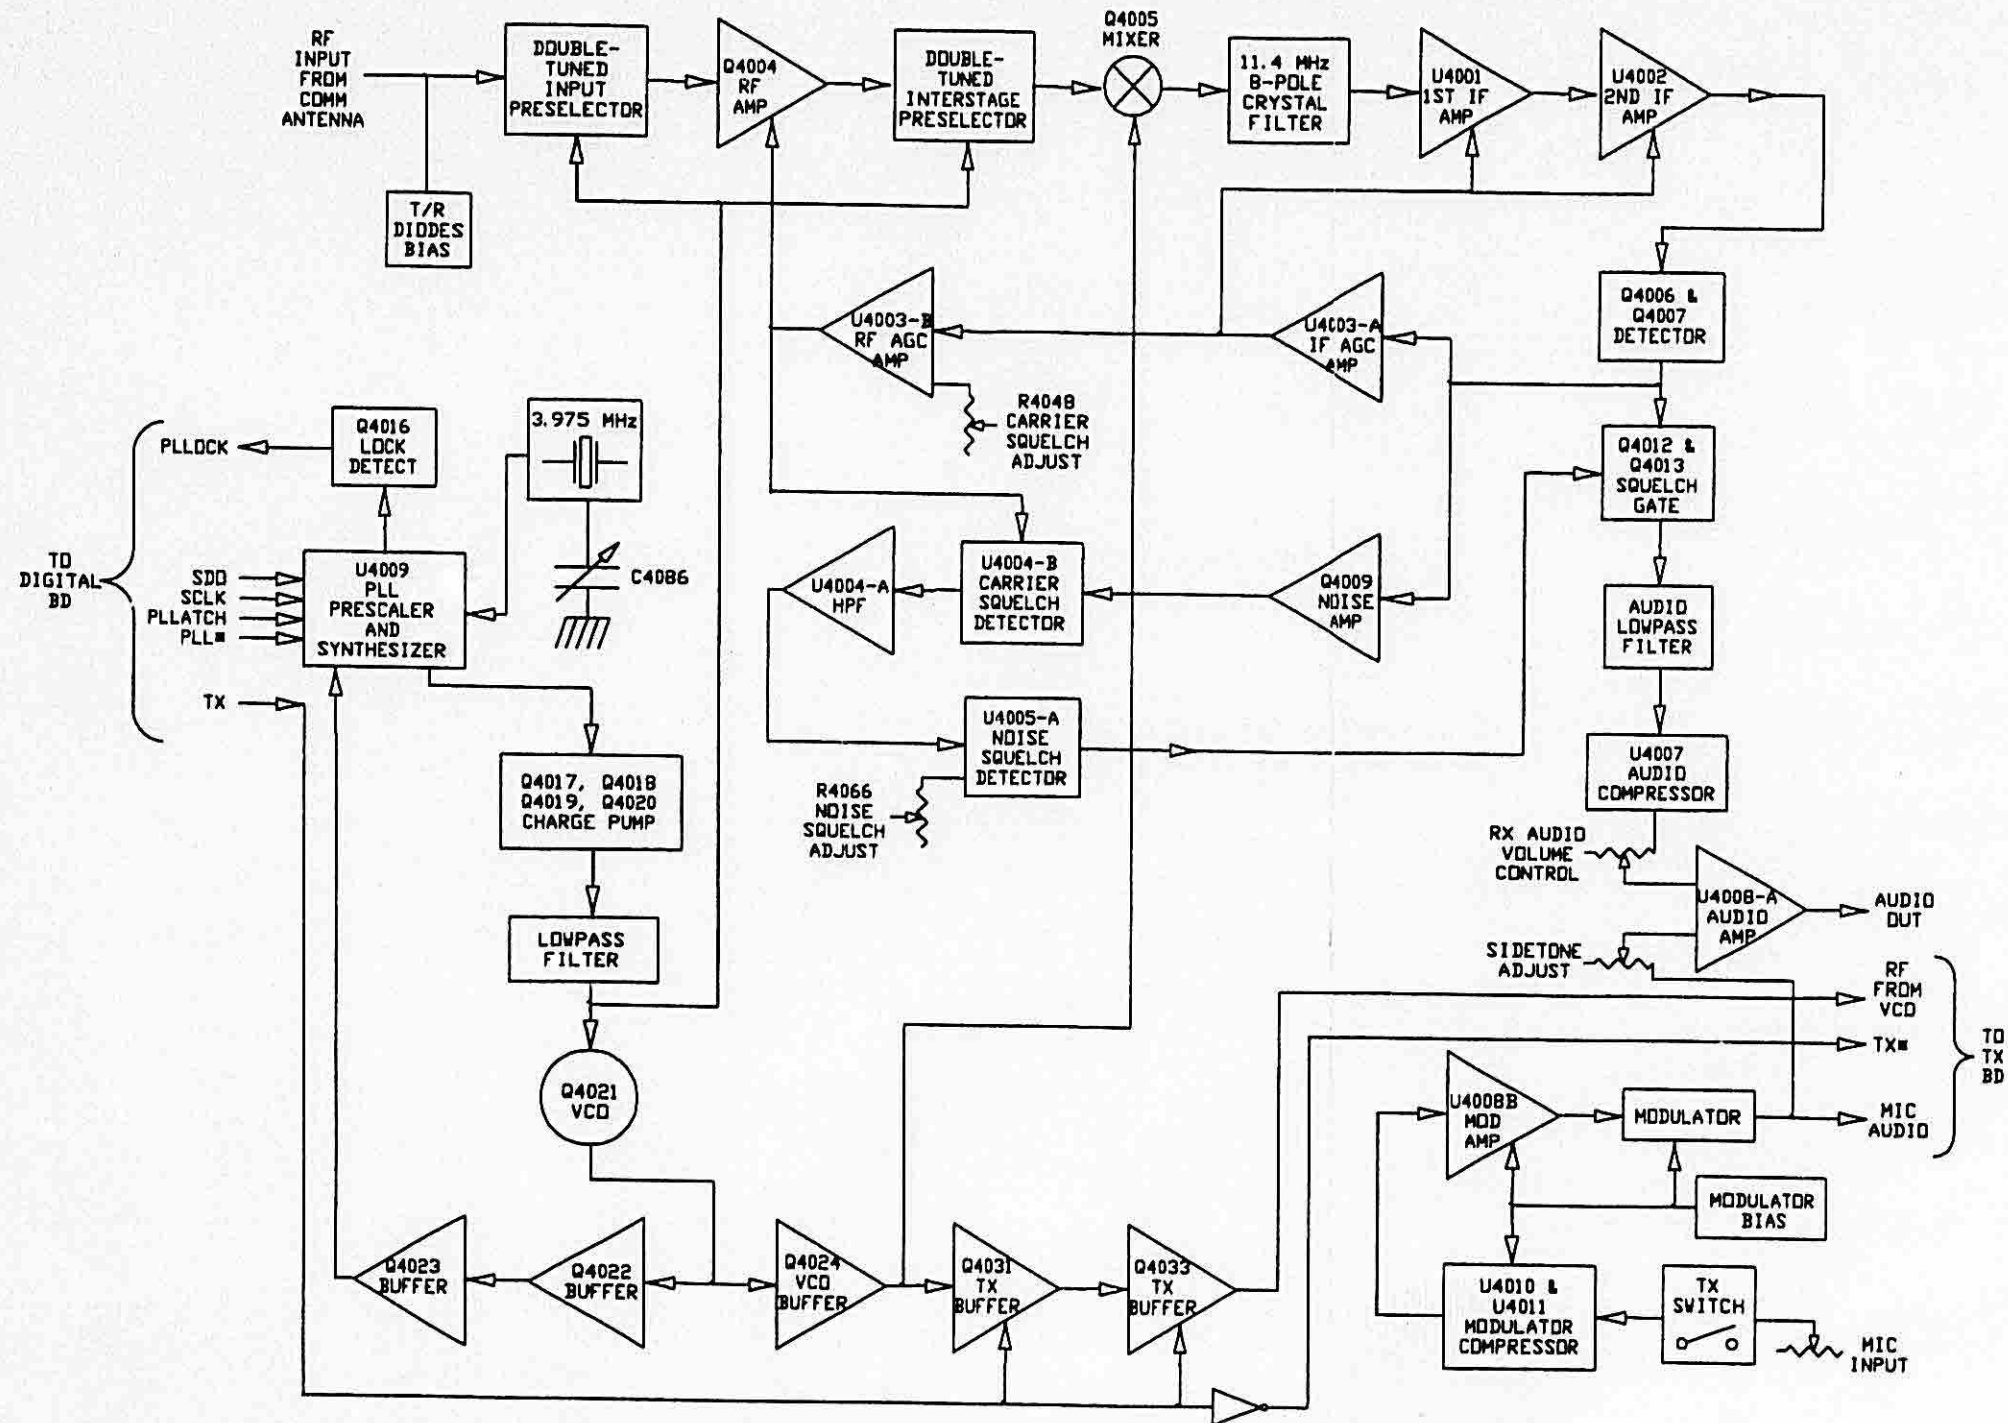 RF
INPUT
FROM
COMM
ANTENNA
DOUBLE-
TUNED
INPUT
PRESELECTOR
Q4004
RF
AMP
DOUBLE-
TUNED
INTERSTAGE
PRESELECTOR
Q4005
MIXER
11.4 MHz
8-POLE
CRYSTAL
FILTER
U4001
1ST IF
AMP
U4002
2ND IF
AMP
T/R
DIODES
BIAS
U4003-B
RF AGC
AMP
U4003-A
IF AGC
AMP
Q4006 &
Q4007
DETECTOR
R4048
CARRIER
SQUELCH
ADJUST
Q4016
LOCK
DETECT
PLLOCK
3.975 MHz
C4086
Q4012 &
Q4013
SQUELCH
GATE
TO
DIGITAL
BD
SDO
SCLK
PLLATCH
PLL*
TX
U4009
PLL
PRESCALER
AND
SYNTHESIZER
U4004-A
HPF
U4004-B
CARRIER
SQUELCH
DETECTOR
Q4009
NOISE
AMP
AUDIO
LOWPASS
FILTER
U4005-A
NOISE
SQUELCH
DETECTOR
R4066
NOISE
SQUELCH
ADJUST
U4007
AUDIO
COMPRESSOR
Q4017, Q4018
Q4019, Q4020
CHARGE PUMP
RX AUDIO
VOLUME
CONTROL
U4008-A
AUDIO
AMP
AUDIO
OUT
LOWPASS
FILTER
SIDETONE
ADJUST
RF
FROM
VCO
TX*
TO
TX
BD
Q4021
VCO
U4008B
MOD
AMP
MODULATOR
MIC
AUDIO
MODULATOR
BIAS
Q4023
BUFFER
Q4022
BUFFER
Q4024
VCO
BUFFER
Q4031
TX
BUFFER
Q4033
TX
BUFFER
U4010 &
U4011
MODULATOR
COMPRESSOR
TX
SWITCH
MIC
INPUT